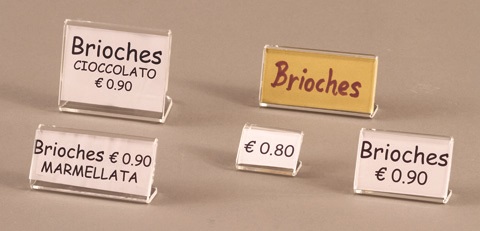 Brioches
CIOCCOLATO
€ 0.90
Brioches
Brioches € 0.90
MARMELLATA
€ 0.80
Brioches
€ 0.90